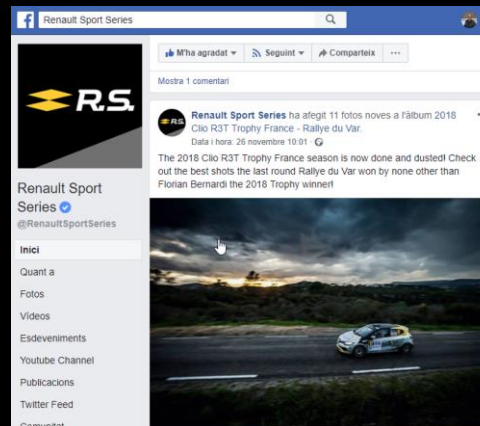 Renault Sport Series
M'ha agradat
Seguint
Comparteix
Mostra 1 comentari
R.S.
Renault Sport Series ha afegit 11 fotos noves a l'àlbum 2018
Clio R3T Trophy France - Rallye du Var.
Data i hora: 26 novembre 10:01 ·
The 2018 Clio R3T Trophy France season is now done and dusted! Check
out the best shots the last round Rallye du Var won by none other than
Florian Bernardi the 2018 Trophy winner!
Renault Sport
Series
@RenaultSportSeries
Inici
Quant a
Fotos
Vídeos
Esdeveniments
Youtube Channel
Publicacions
Twitter Feed
Comunitat